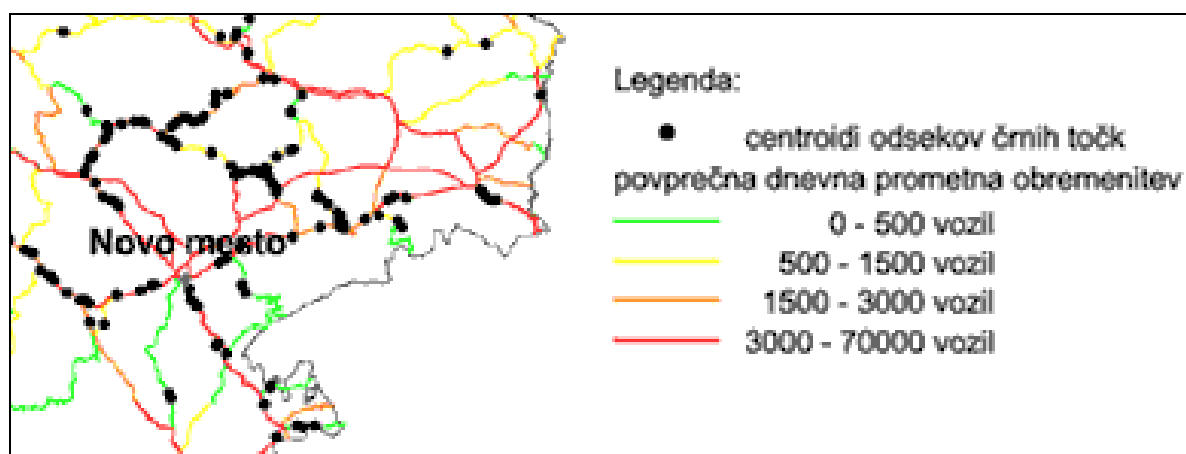 Legenda:
centroidi odsekov črnih točk
povprečna dnevna prometna obremenitev
0 - 500 vozil
500 - 1500 vozil
1500 - 3000 vozil
3000 - 70000 vozil
Novo mesto